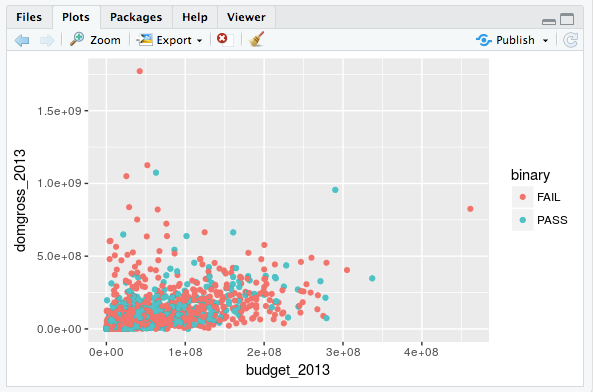 Files Plots Packages Help Viewer
Zoom Export Publish
domgross_2013
1.5e+09
1.0e+09
5.0e+08
0.0e+00
0e+00 1e+08 2e+08 3e+08 4e+08
budget_2013
binary
FAIL
PASS